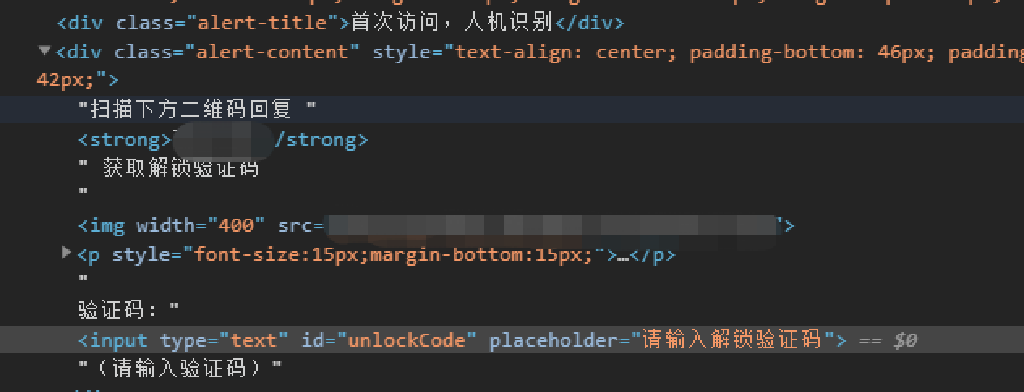 <div class="alert-title">首次访问，人机识别</div>
<div class="alert-content" style="text-align: center; padding-bottom: 46px; padding
42px;">
"扫描下方二维码回复 "
<strong>/strong>
" 获取解锁验证码
"
<img width="400" src=">
<p style="font-size:15px;margin-bottom:15px;">…</p>
"
验证码："
<input type="text" id="unlockCode" placeholder="请输入解锁验证码"> == $0
"（请输入验证码）"